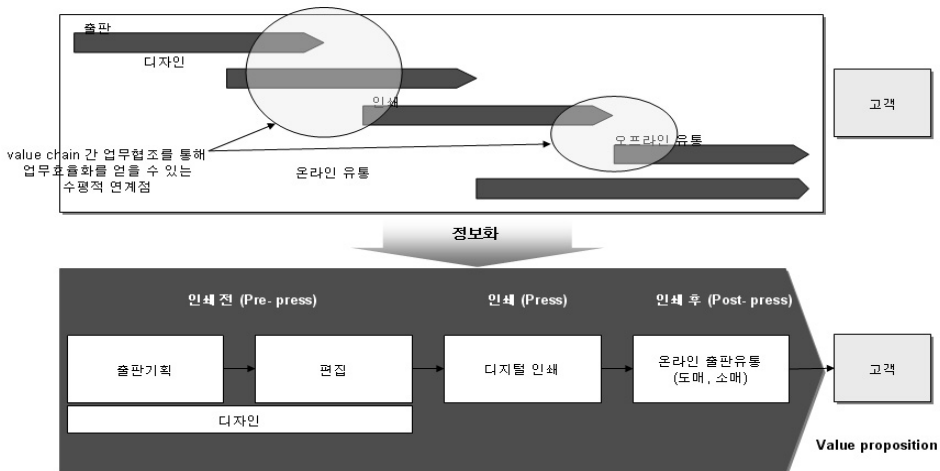 출판
디자인
인쇄
고객
오프라인 유통
value chain 간 업무협조를 통해
업무효율화를 얻을 수 있는
수평적 연계점
온라인 유통
정보화
인쇄 전 (Pre- press)
인쇄 (Press)
인쇄 후 (Post- press)
출판기획
편집
디지털 인쇄
온라인 출판유통
(도매, 소매)
고객
디자인
Value proposition